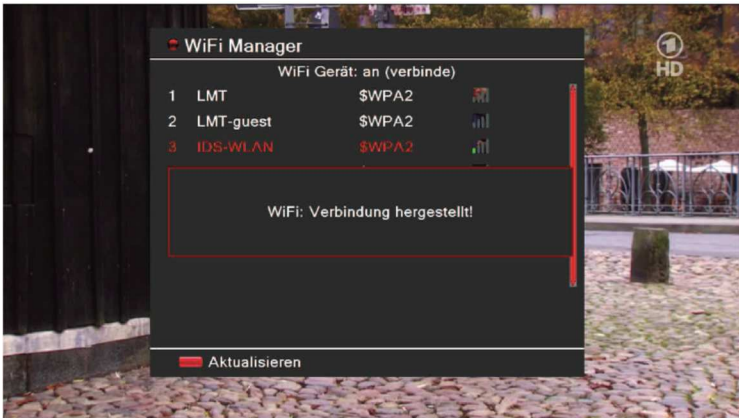 WiFi Manager
WiFi Gerät: an (verbinde)
1 LMT $WPA2
2 LMT-guest $WPA2
3 IDS-WLAN $WPA2
WiFi: Verbindung hergestellt!
Aktualisieren
1
HD